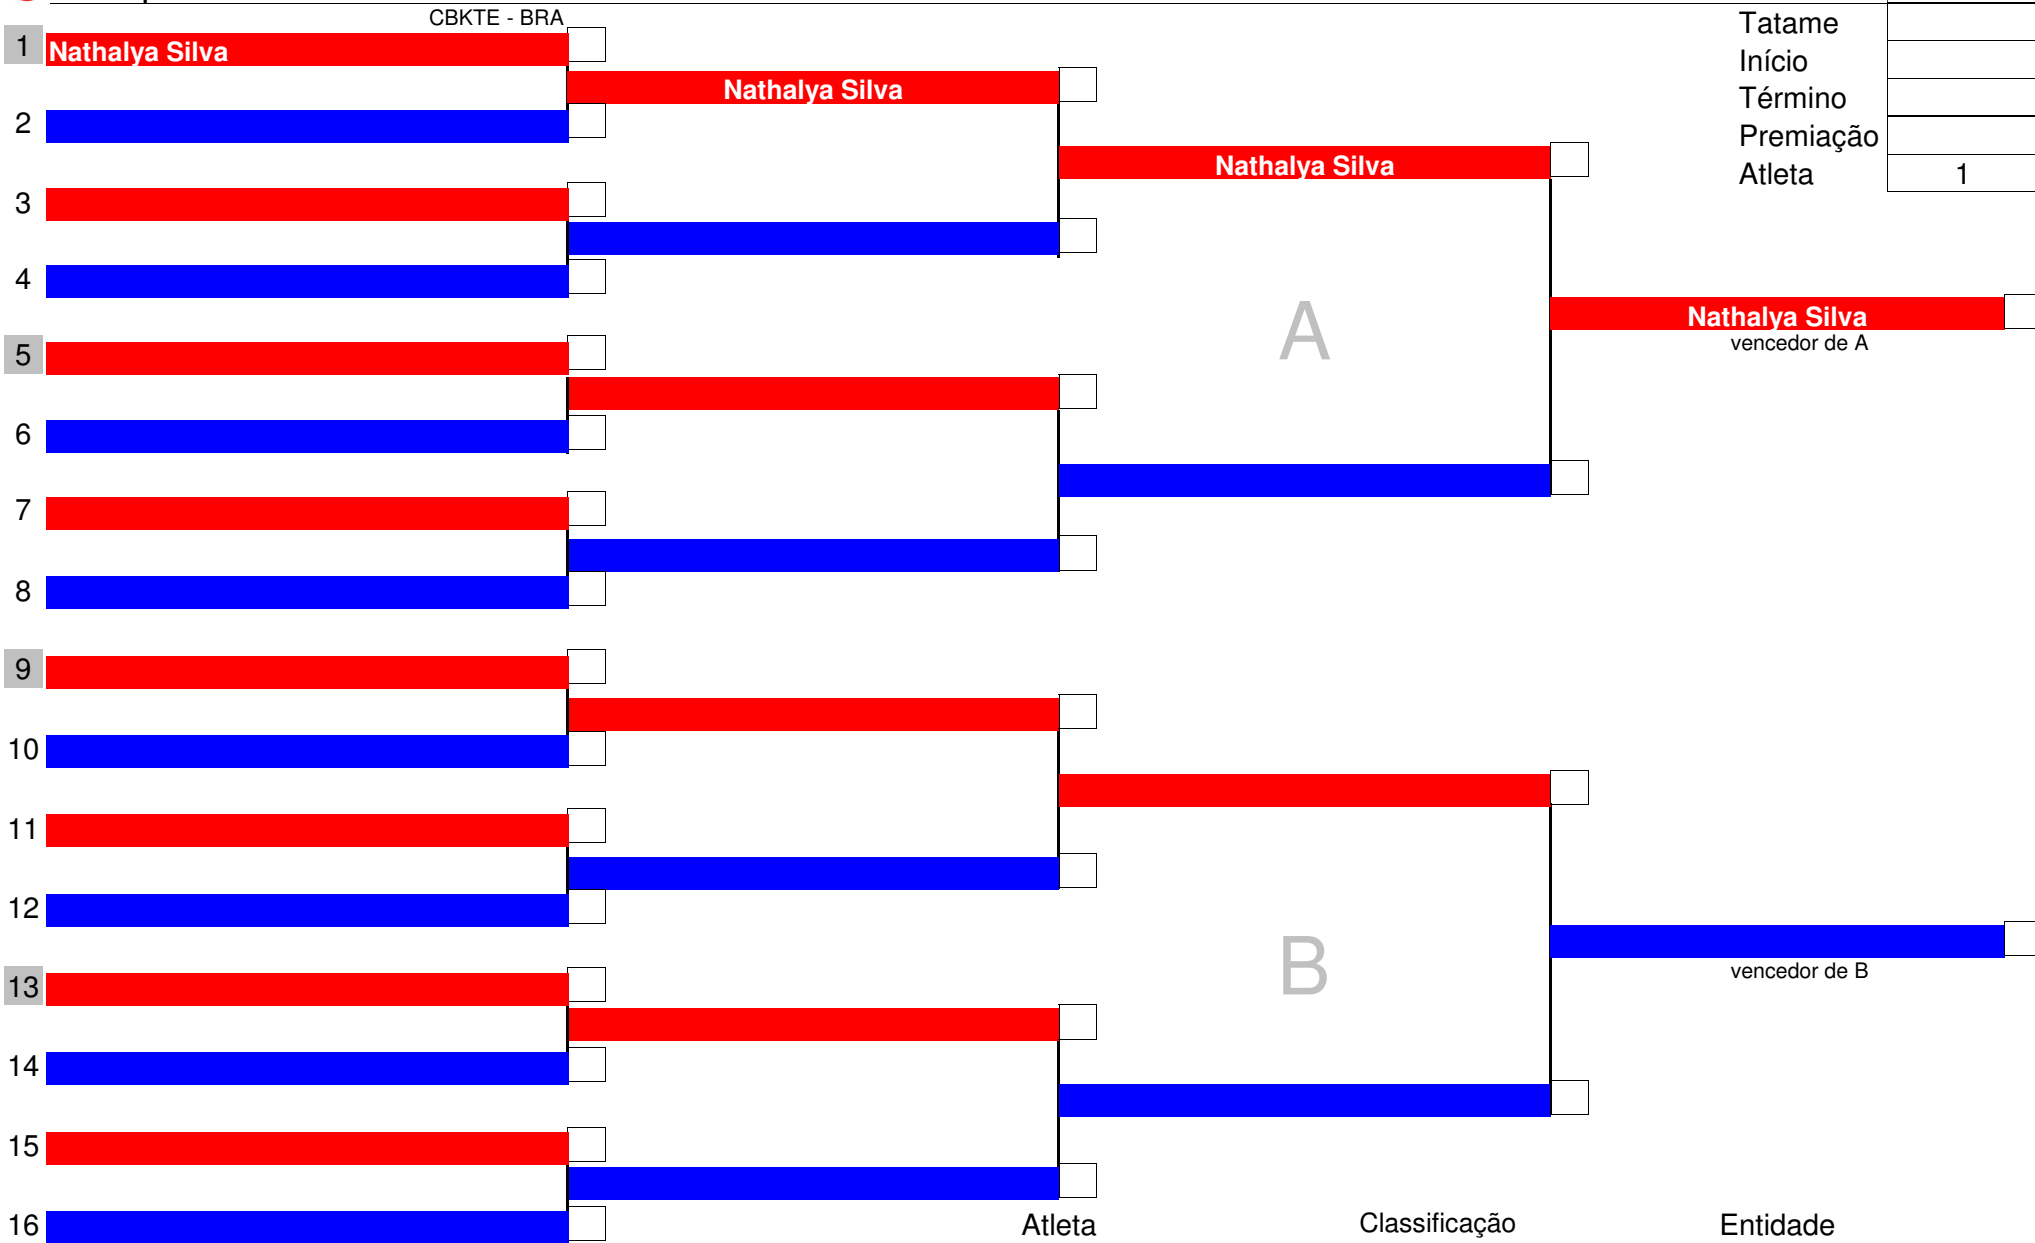 CBKTE - BRA
Tatame
1 Nathalya Silva
Início
Nathalya Silva
Término
2
Premiação
Nathalya Silva
Atleta 1
3
4
A
Nathalya Silva
vencedor de A
5
6
7
8
9
10
11
12
B
vencedor de B
13
14
15
16
Atleta Classificação Entidade